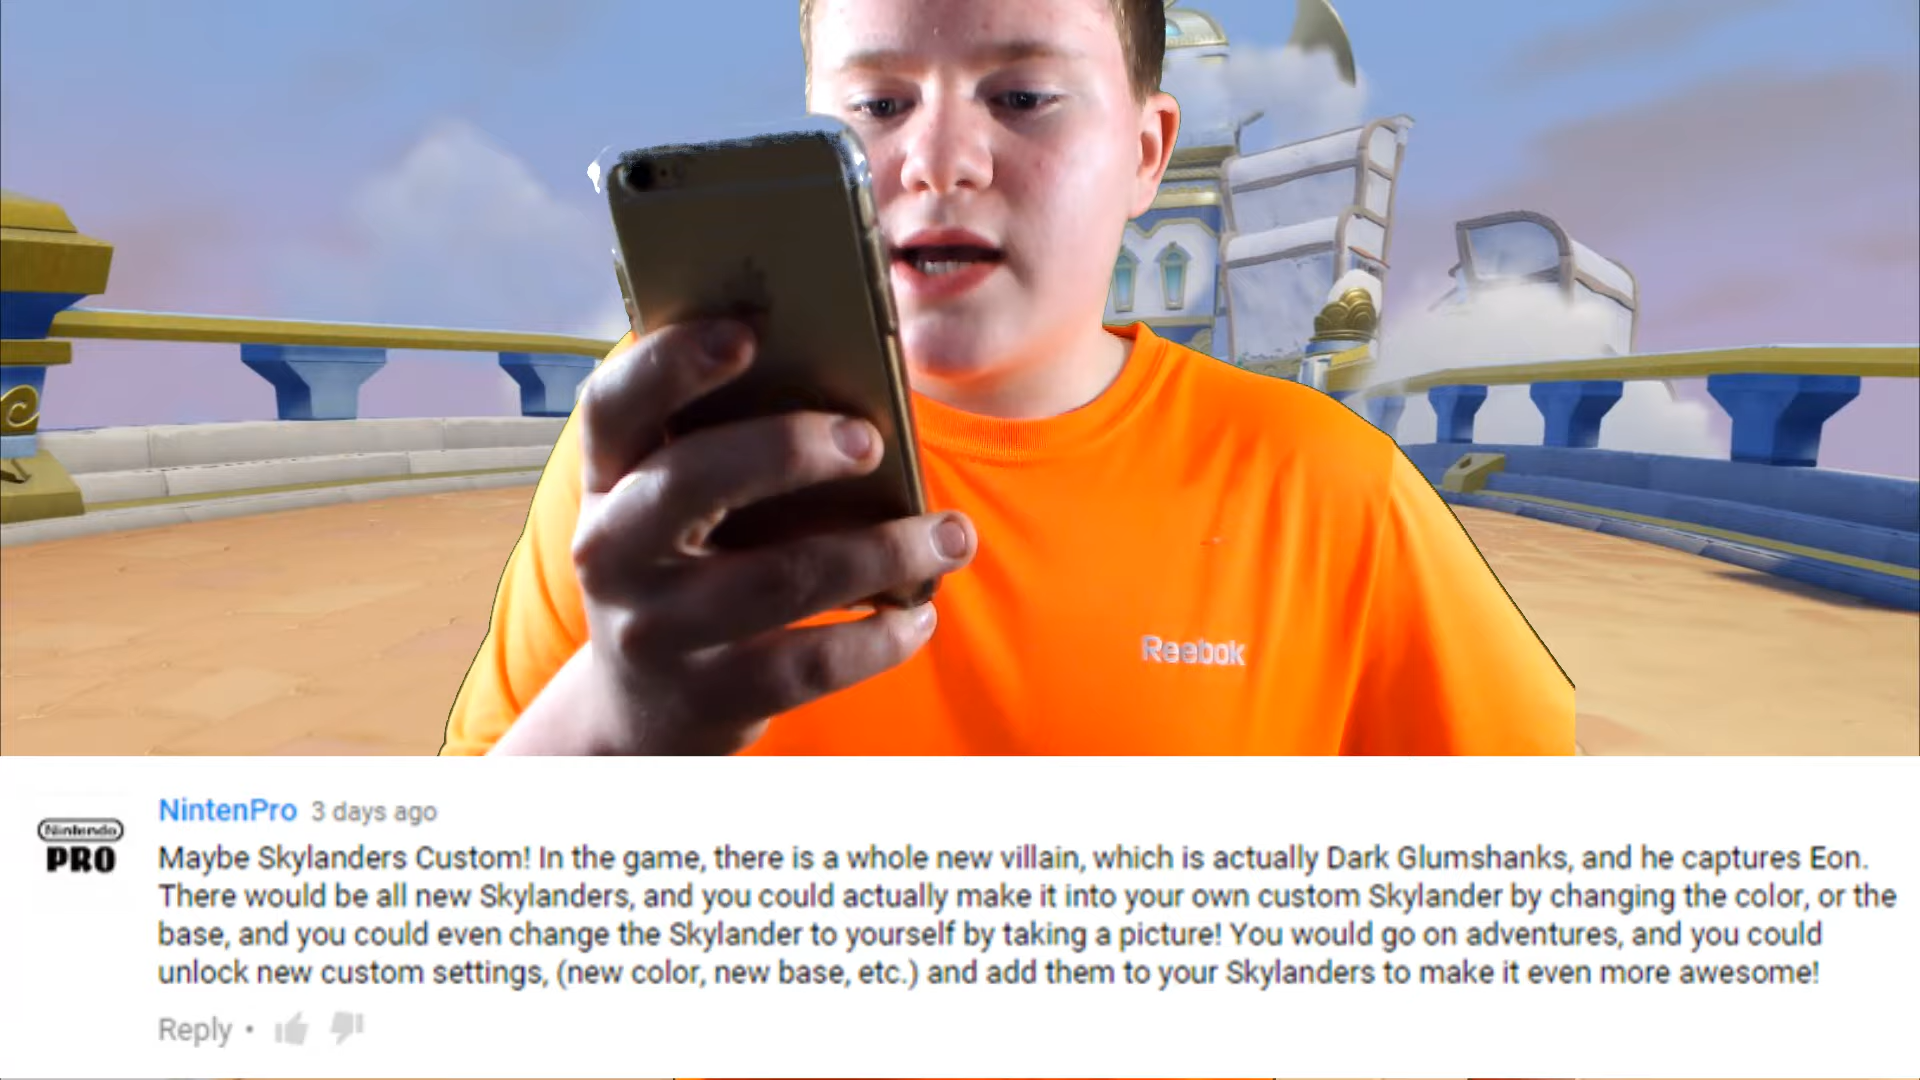 Reebok
Nintendo
PRO
NintenPro 3 days ago
Maybe Skylanders Custom! In the game, there is a whole new villain, which is actually Dark Glumshanks, and he captures Eon.
There would be all new Skylanders, and you could actually make it into your own custom Skylander by changing the color, or the
base, and you could even change the Skylander to yourself by taking a picture! You would go on adventures, and you could
unlock new custom settings, (new color, new base, etc.) and add them to your Skylanders to make it even more awesome!
Reply •